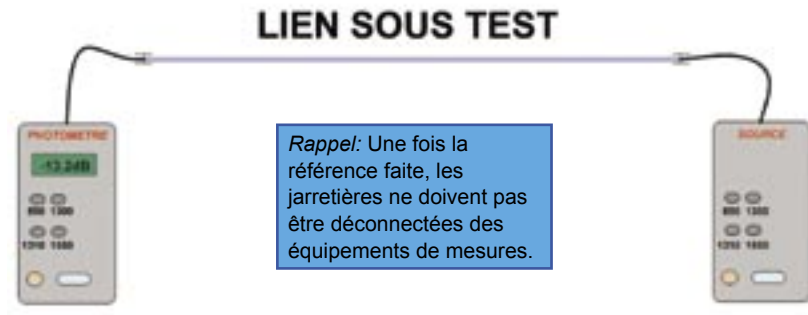 LIEN SOUS TEST
PHOTOMETRE
-13.2dB
850 1300
1310 1550
SOURCE
850 1300
1310 1550
Rappel: Une fois la
référence faite, les
jarretières ne doivent pas
être déconnectées des
équipements de mesures.